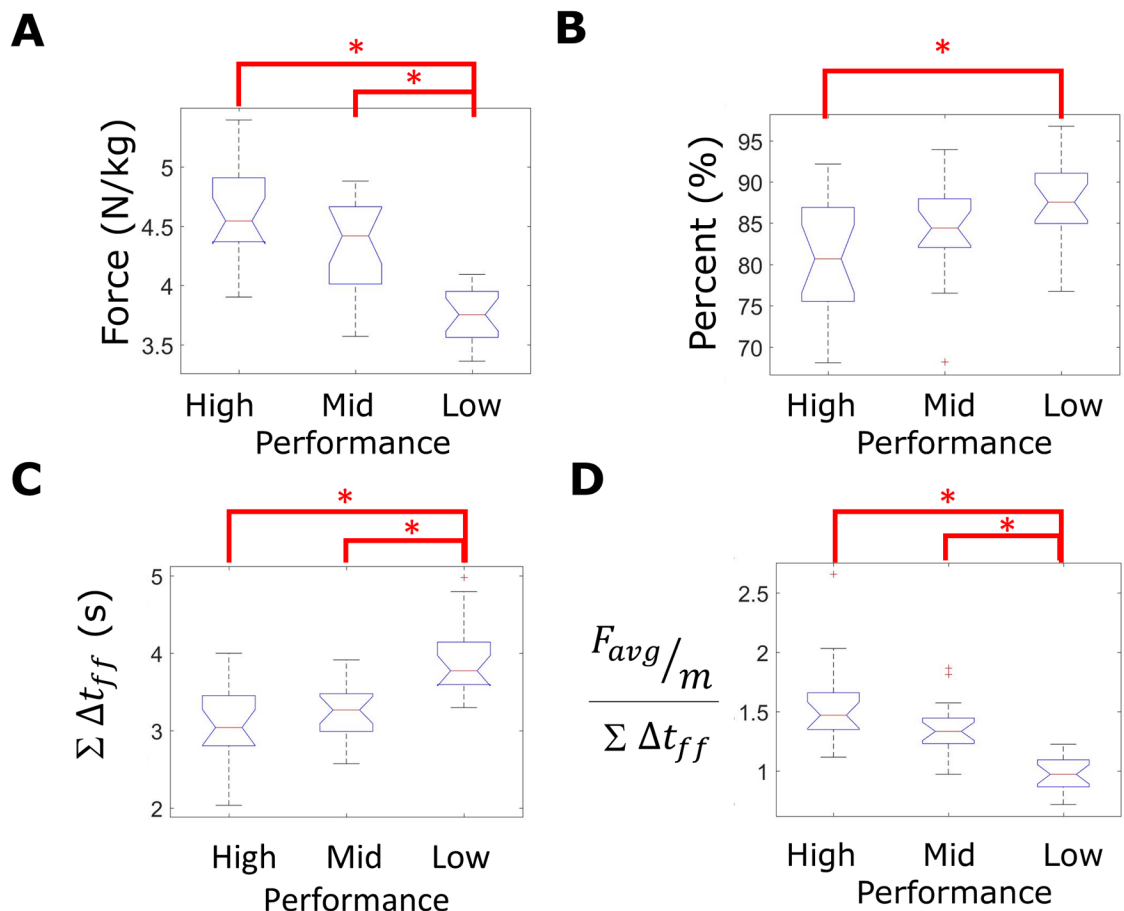 A
*
*
Force (N/kg)
5
4.5
4
3.5
High Mid Low
Performance
B
*
Percent (%)
95
90
85
80
75
70
High Mid Low
Performance
C
*
*
Σ Δt_ff (s)
5
4
3
2
High Mid Low
Performance
D
*
*
F_avg/m
Σ Δt_ff
2.5
2
1.5
1
High Mid Low
Performance